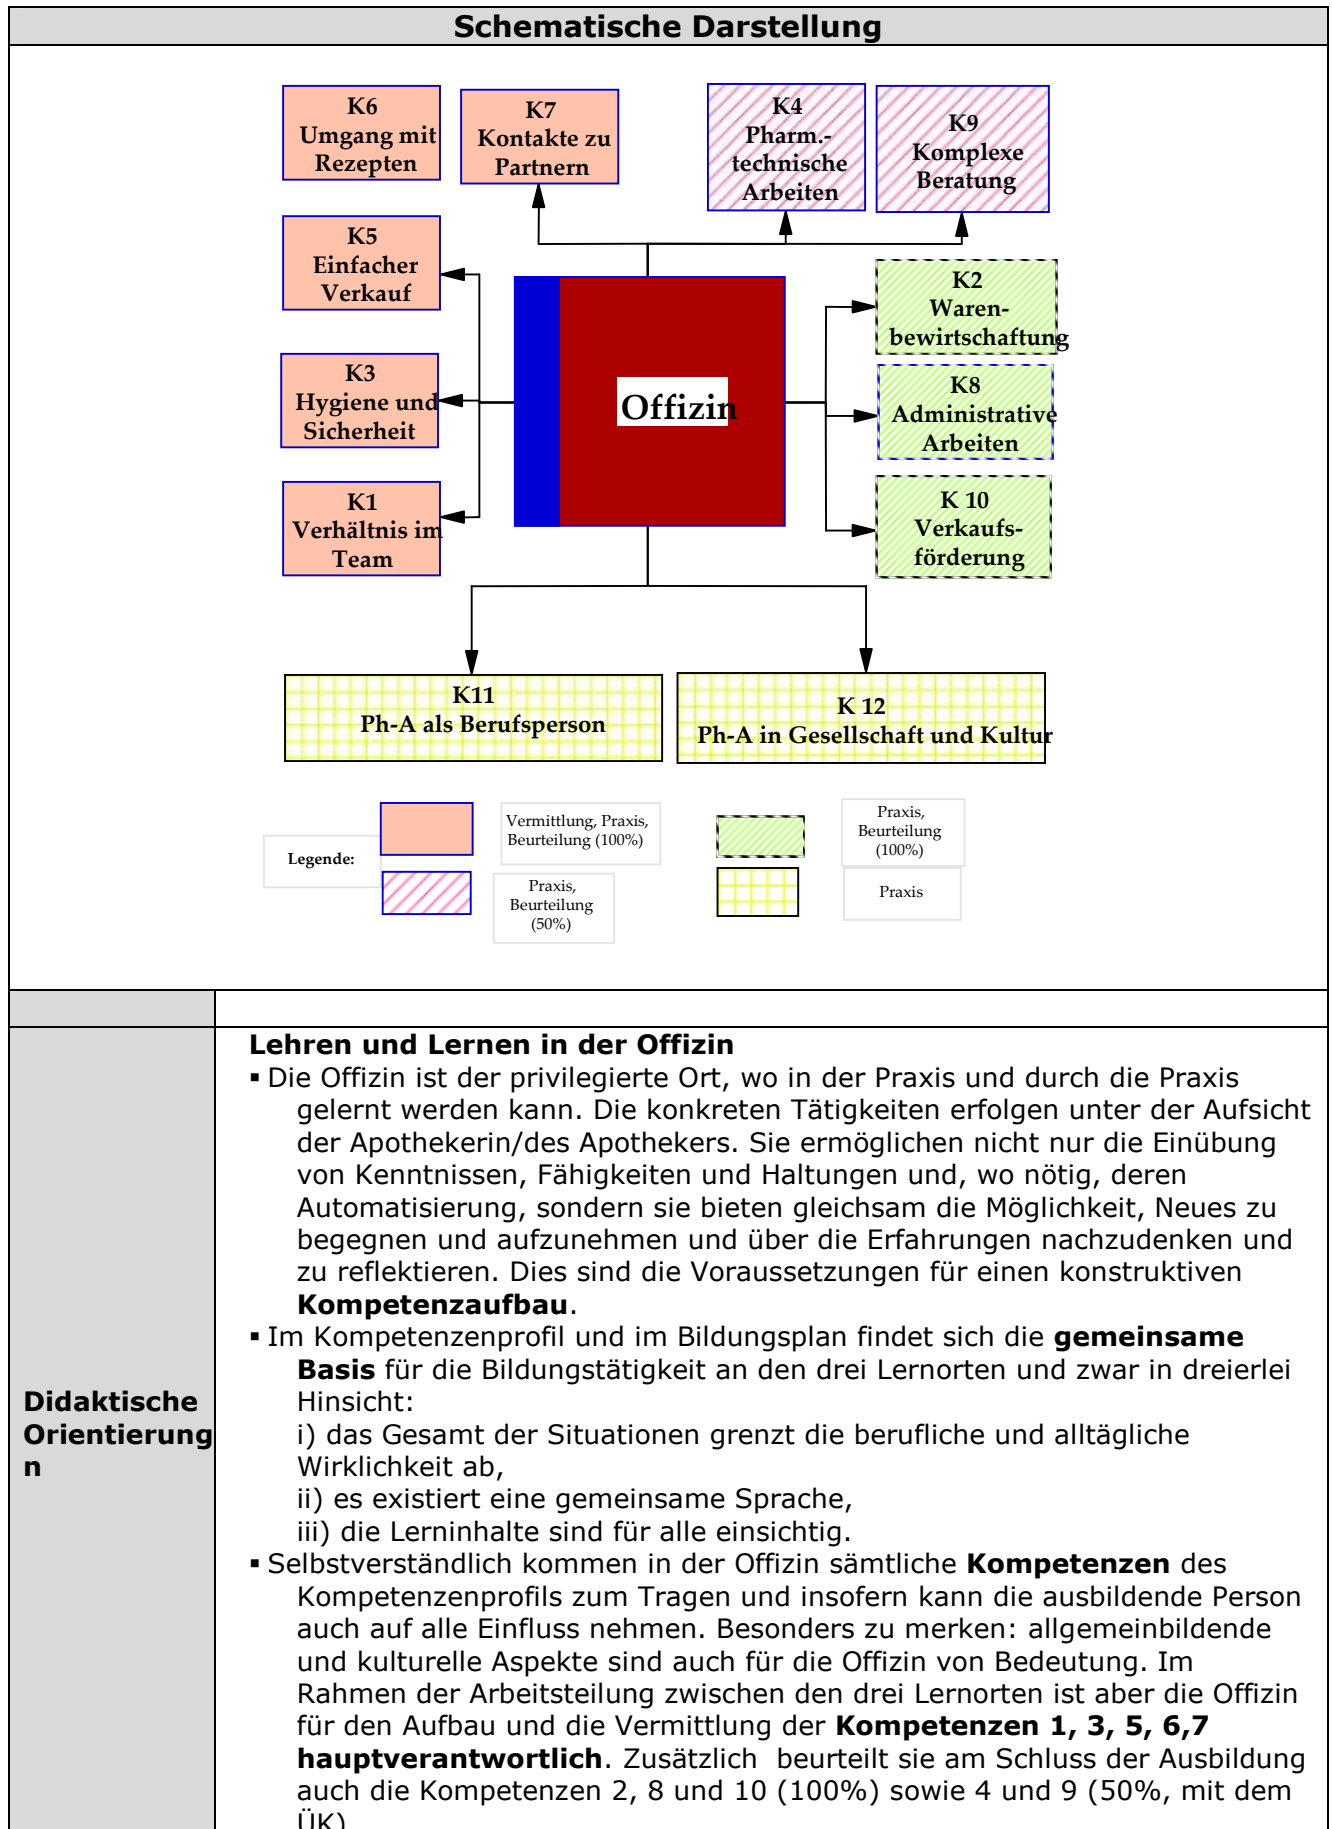 Schematische Darstellung
K6
Umgang mit
Rezepten
K7
Kontakte zu
Partnern
K4
Pharm.-
technische
Arbeiten
K9
Komplexe
Beratung
K5
Einfacher
Verkauf
K2
Waren-
bewirtschaftung
K3
Hygiene und
Sicherheit
Offizin
K8
Administrative
Arbeiten
K1
Verhältnis im
Team
K 10
Verkaufs-
förderung
K11
Ph-A als Berufsperson
K 12
Ph-A in Gesellschaft und Kultur
Legende:
Vermittlung, Praxis,
Beurteilung (100%)
Praxis,
Beurteilung
(100%)
Praxis,
Beurteilung
(50%)
Praxis
Didaktische
Orientierung
n
Lehren und Lernen in der Offizin
▪ Die Offizin ist der privilegierte Ort, wo in der Praxis und durch die Praxis
gelernt werden kann. Die konkreten Tätigkeiten erfolgen unter der Aufsicht
der Apothekerin/des Apothekers. Sie ermöglichen nicht nur die Einübung
von Kenntnissen, Fähigkeiten und Haltungen und, wo nötig, deren
Automatisierung, sondern sie bieten gleichsam die Möglichkeit, Neues zu
begegnen und aufzunehmen und über die Erfahrungen nachzudenken und
zu reflektieren. Dies sind die Voraussetzungen für einen konstruktiven
Kompetenzaufbau.
▪ Im Kompetenzenprofil und im Bildungsplan findet sich die gemeinsame
Basis für die Bildungstätigkeit an den drei Lernorten und zwar in dreierlei
Hinsicht:
i) das Gesamt der Situationen grenzt die berufliche und alltägliche
Wirklichkeit ab,
ii) es existiert eine gemeinsame Sprache,
iii) die Lerninhalte sind für alle einsichtig.
▪ Selbstverständlich kommen in der Offizin sämtliche Kompetenzen des
Kompetenzenprofils zum Tragen und insofern kann die ausbildende Person
auch auf alle Einfluss nehmen. Besonders zu merken: allgemeinbildende
und kulturelle Aspekte sind auch für die Offizin von Bedeutung. Im
Rahmen der Arbeitsteilung zwischen den drei Lernorten ist aber die Offizin
für den Aufbau und die Vermittlung der Kompetenzen 1, 3, 5, 6,7
hauptverantwortlich. Zusätzlich beurteilt sie am Schluss der Ausbildung
auch die Kompetenzen 2, 8 und 10 (100%) sowie 4 und 9 (50%, mit dem
ÜK)